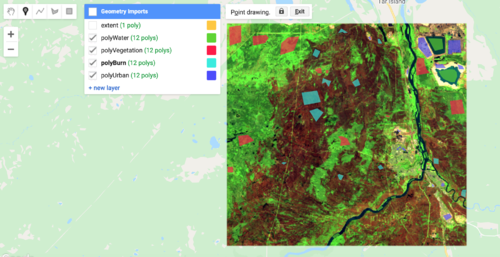 Geometry Imports
extent (1 poly)
polyWater (12 polys)
polyVegetation (12 polys)
polyBurn (12 polys)
polyUrban (12 polys)
+ new layer
Point drawing.
Exit
Tar Island
+
−